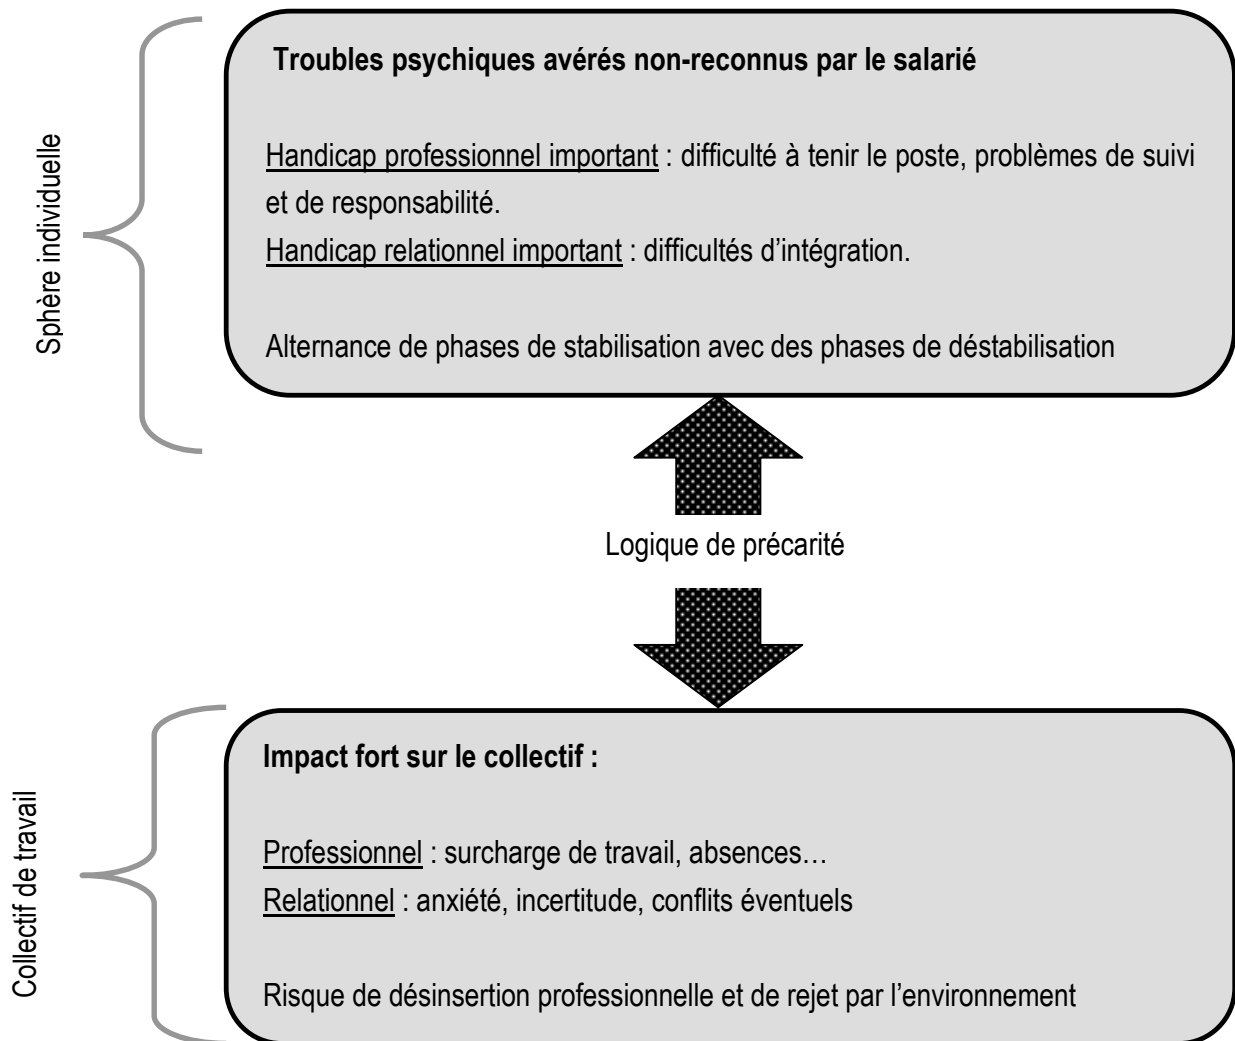 Sphère individuelle
Troubles psychiques avérés non-reconnus par le salarié
Handicap professionnel important : difficulté à tenir le poste, problèmes de suivi
et de responsabilité.
Handicap relationnel important : difficultés d’intégration.
Alternance de phases de stabilisation avec des phases de déstabilisation
Logique de précarité
Collectif de travail
Impact fort sur le collectif :
Professionnel : surcharge de travail, absences…
Relationnel : anxiété, incertitude, conflits éventuels
Risque de désinsertion professionnelle et de rejet par l’environnement